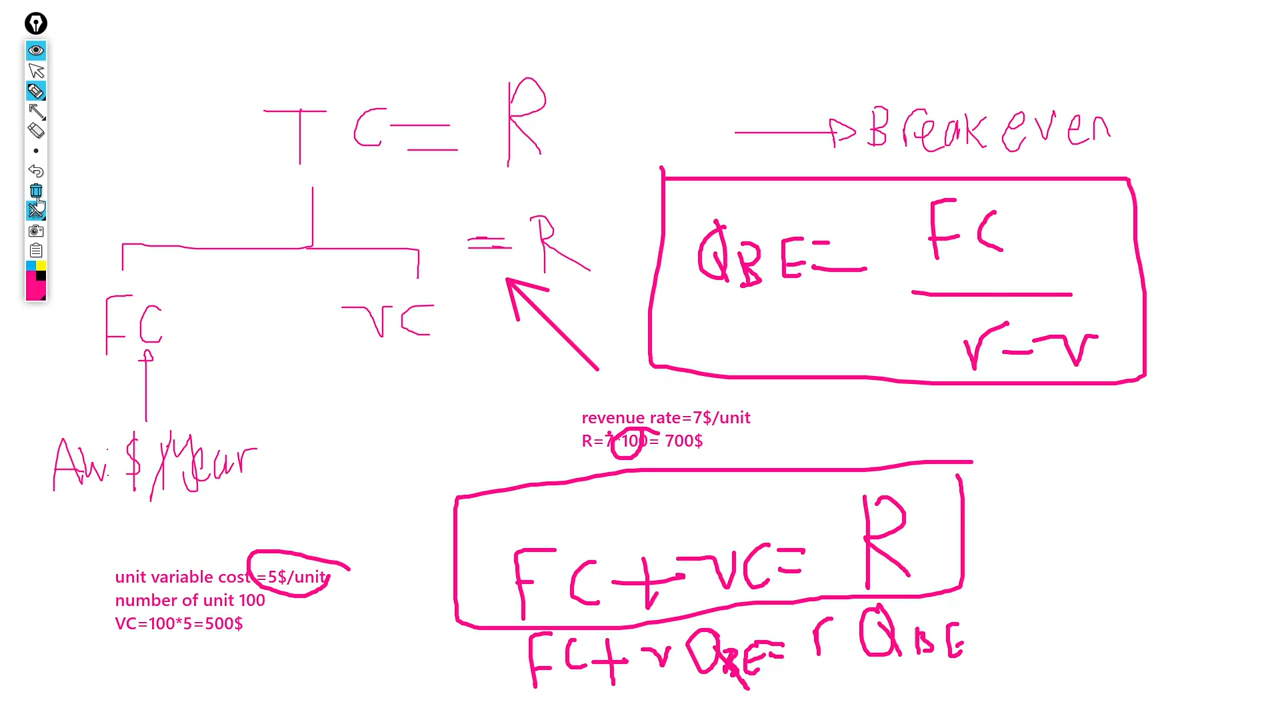 TC = R
→ Break even
= R
FC
VC
QBE = FC
r - v
$/Year
revenue rate=7$/unit
R=7*100= 700$
FC + VC = R
unit variable cost =5$/unit
number of unit 100
VC=100*5=500$
FC + v QBE = r QBE